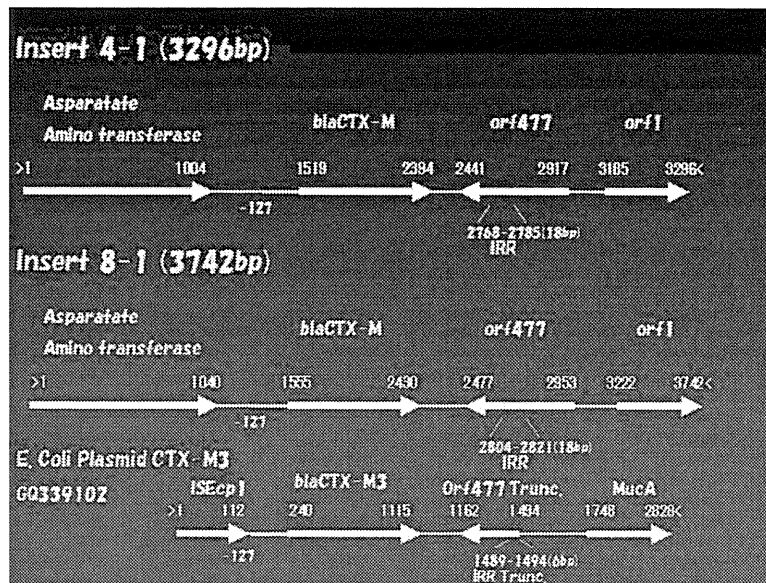 Insert 4-1 (3296bp)
Asparatate
Amino transferase
blaCTX-M
orf477
orf1
>1 1004 1519 2394 2441 2917 3185 3296<
-127
2768-2785(18bp)
IRR
Insert 8-1 (3742bp)
Asparatate
Amino transferase
blaCTX-M
orf477
orf1
>1 1040 1555 2430 2477 2953 3222 3742<
-127
2804-2821(18bp)
IRR
E. Coli Plasmid CTX-M3
GQ339102
ISEcp1
blaCTX-M3
Orf477 Trunc.
MucA
>1 112 240 1115 1162 1494 1748 2828<
-127
1489-1494(6bp)
IRR Trunc.